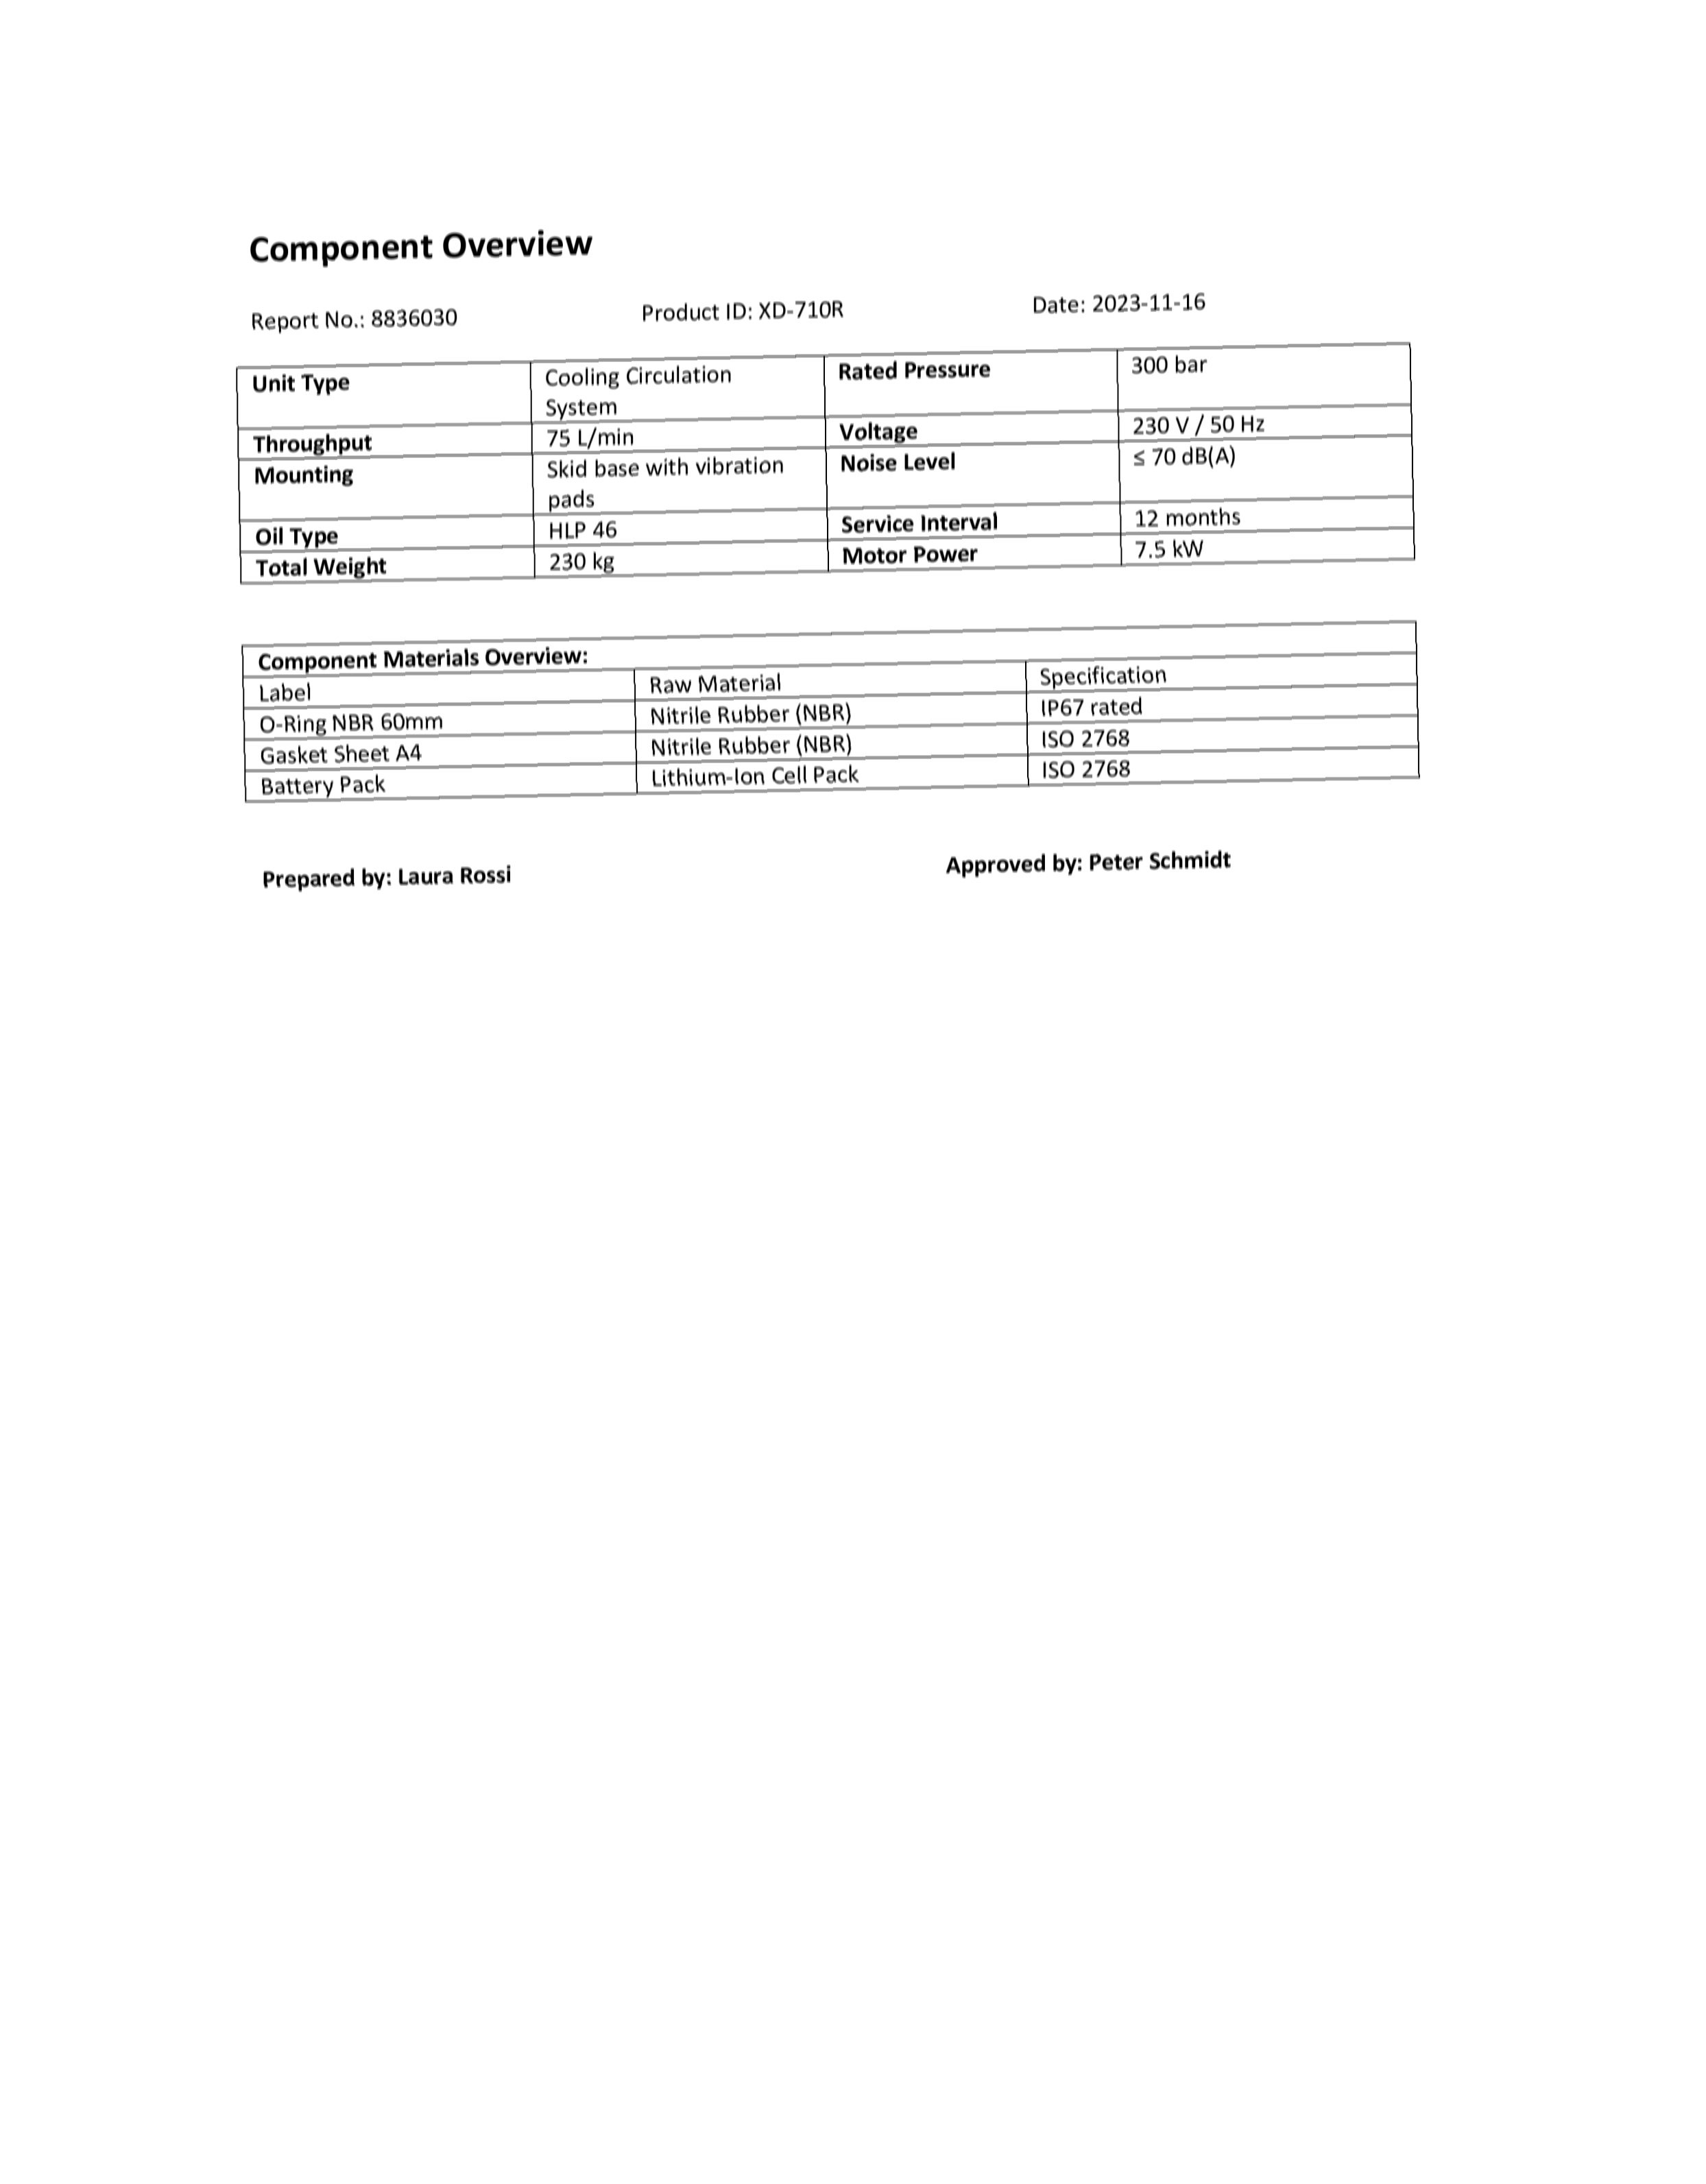 Component Overview
Report No.: 8836030 Product ID: XD-710R Date: 2023-11-16
Unit Type Cooling Circulation System Rated Pressure 300 bar
Throughput 75 L/min Voltage 230 V / 50 Hz
Mounting Skid base with vibration pads Noise Level ≤ 70 dB(A)
Oil Type HLP 46 Service Interval 12 months
Total Weight 230 kg Motor Power 7.5 kW
Component Materials Overview:
Label Raw Material Specification
O-Ring NBR 60mm Nitrile Rubber (NBR) IP67 rated
Gasket Sheet A4 Nitrile Rubber (NBR) ISO 2768
Battery Pack Lithium-Ion Cell Pack ISO 2768
Prepared by: Laura Rossi Approved by: Peter Schmidt